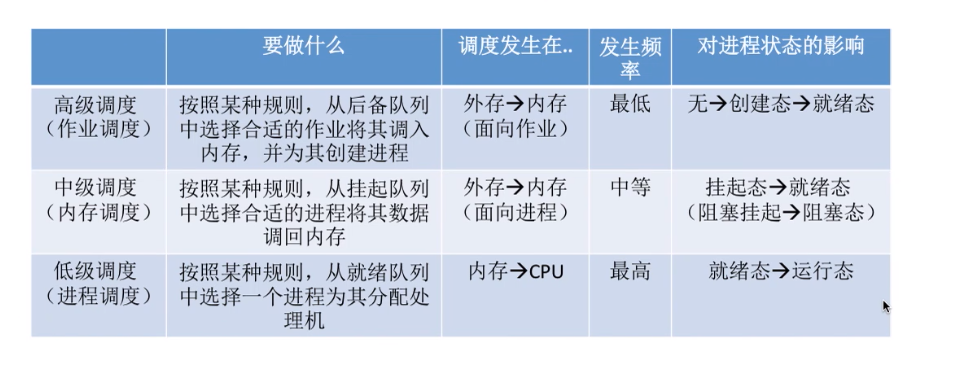 要做什么
调度发生在..
发生频
率
对进程状态的影响
高级调度
（作业调度）
按照某种规则，从后备队列
中选择合适的作业将其调入
内存，并为其创建进程
外存→内存
（面向作业）
最低
无→创建态→就绪态
中级调度
（内存调度）
按照某种规则，从挂起队列
中选择合适的进程将其数据
调回内存
外存→内存
（面向进程）
中等
挂起态→就绪态
（阻塞挂起→阻塞态）
低级调度
（进程调度）
按照某种规则，从就绪队列
中选择一个进程为其分配处
理机
内存→CPU
最高
就绪态→运行态